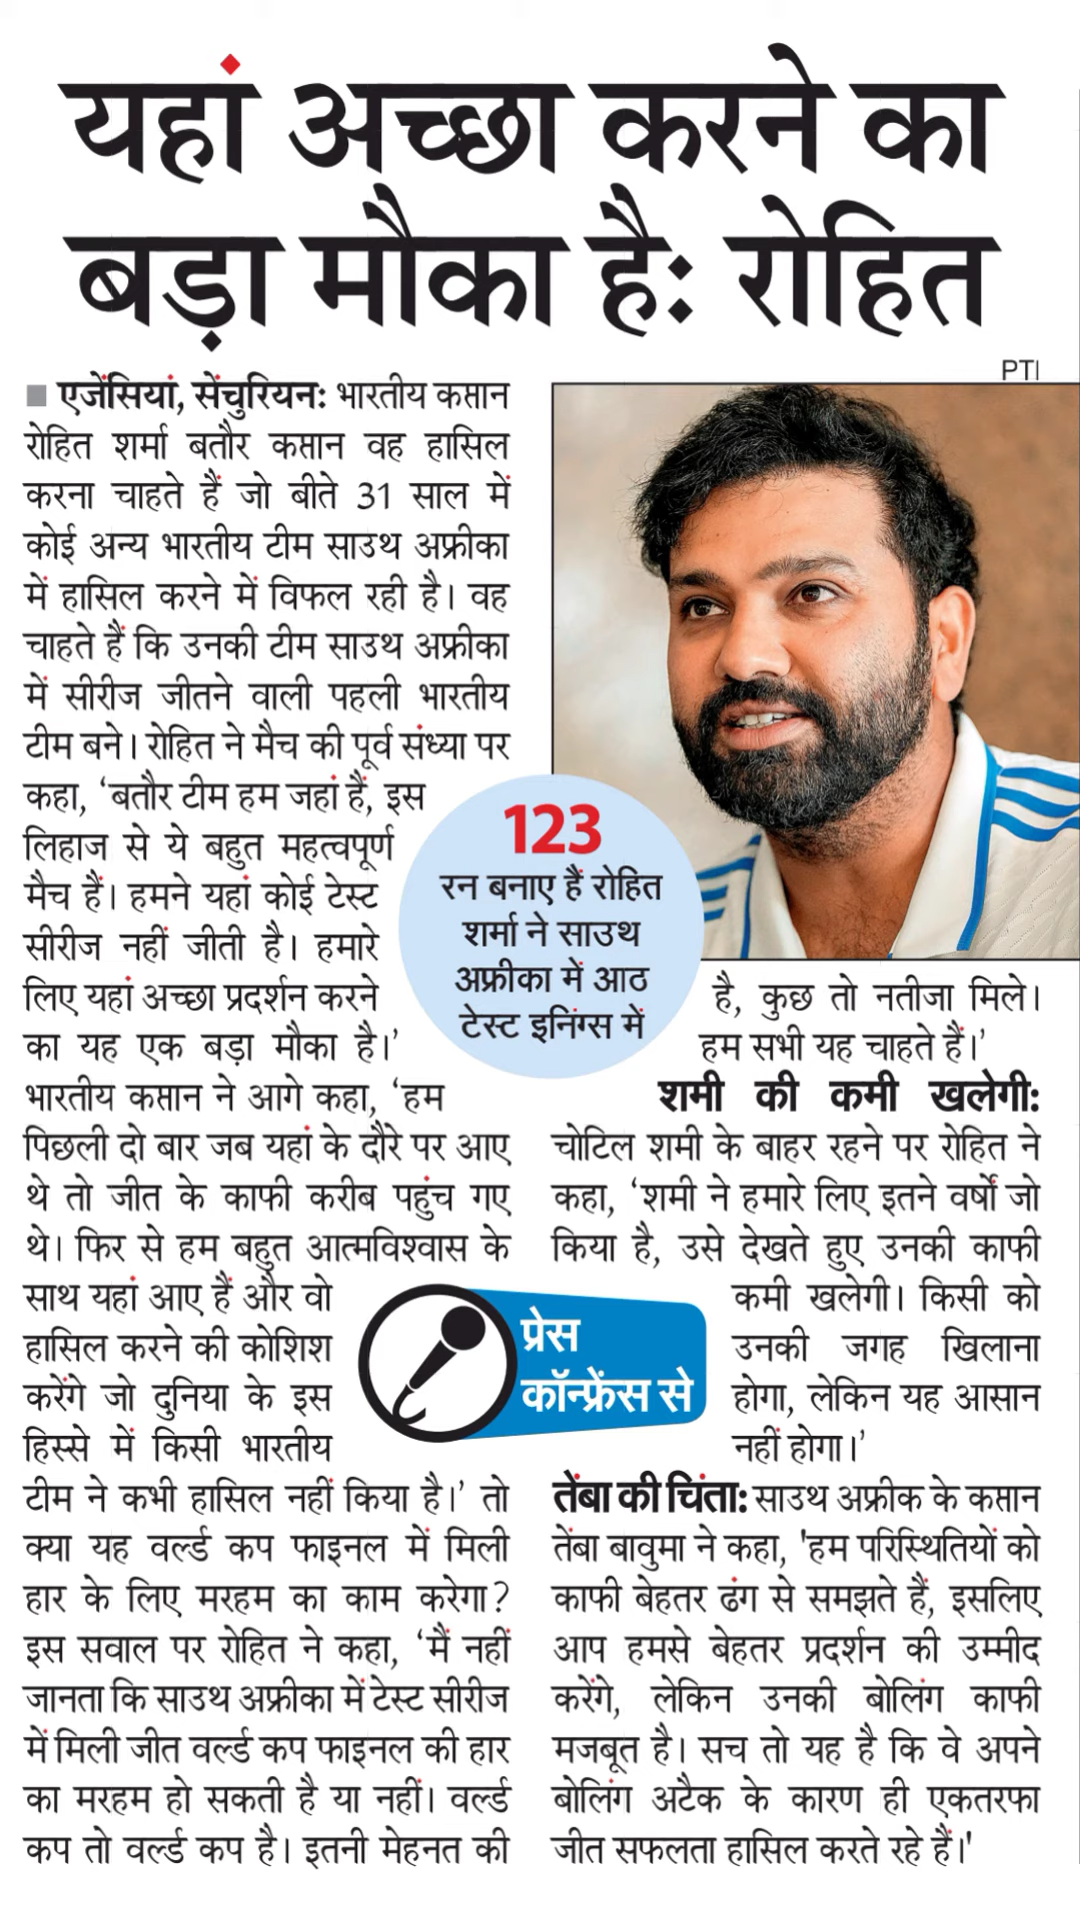 यहां अच्छा करने का
बड़ा मौका है: रोहित
PTI
■ एजेंसियां, सेंचुरियन: भारतीय कप्तान
रोहित शर्मा बतौर कप्तान वह हासिल
करना चाहते हैं जो बीते 31 साल में
कोई अन्य भारतीय टीम साउथ अफ्रीका
में हासिल करने में विफल रही है। वह
चाहते हैं कि उनकी टीम साउथ अफ्रीका
में सीरीज जीतने वाली पहली भारतीय
टीम बने। रोहित ने मैच की पूर्व संध्या पर
कहा, ‘बतौर टीम हम जहां हैं, इस
लिहाज से ये बहुत महत्वपूर्ण
मैच हैं। हमने यहां कोई टेस्ट
सीरीज नहीं जीती है। हमारे
लिए यहां अच्छा प्रदर्शन करने
का यह एक बड़ा मौका है।’
भारतीय कप्तान ने आगे कहा, ‘हम
पिछली दो बार जब यहां के दौरे पर आए
थे तो जीत के काफी करीब पहुंच गए
थे। फिर से हम बहुत आत्मविश्वास के
साथ यहां आए हैं और वो
हासिल करने की कोशिश
करेंगे जो दुनिया के इस
हिस्से में किसी भारतीय
टीम ने कभी हासिल नहीं किया है।’ तो
क्या यह वर्ल्ड कप फाइनल में मिली
हार के लिए मरहम का काम करेगा?
इस सवाल पर रोहित ने कहा, ‘मैं नहीं
जानता कि साउथ अफ्रीका में टेस्ट सीरीज
में मिली जीत वर्ल्ड कप फाइनल की हार
का मरहम हो सकती है या नहीं। वर्ल्ड
कप तो वर्ल्ड कप है। इतनी मेहनत की
123
रन बनाए हैं रोहित
शर्मा ने साउथ
अफ्रीका में आठ
टेस्ट इनिंग्स में
प्रेस
कॉन्फ्रेंस से
है, कुछ तो नतीजा मिले।
हम सभी यह चाहते हैं।’
शमी की कमी खलेगी:
चोटिल शमी के बाहर रहने पर रोहित ने
कहा, ‘शमी ने हमारे लिए इतने वर्षों जो
किया है, उसे देखते हुए उनकी काफी
कमी खलेगी। किसी को
उनकी जगह खिलाना
होगा, लेकिन यह आसान
नहीं होगा।’
तेंबा की चिंता: साउथ अफ्रीक के कप्तान
तेंबा बावुमा ने कहा, 'हम परिस्थितियों को
काफी बेहतर ढंग से समझते हैं, इसलिए
आप हमसे बेहतर प्रदर्शन की उम्मीद
करेंगे, लेकिन उनकी बोलिंग काफी
मजबूत है। सच तो यह है कि वे अपने
बोलिंग अटैक के कारण ही एकतरफा
जीत सफलता हासिल करते रहे हैं।'